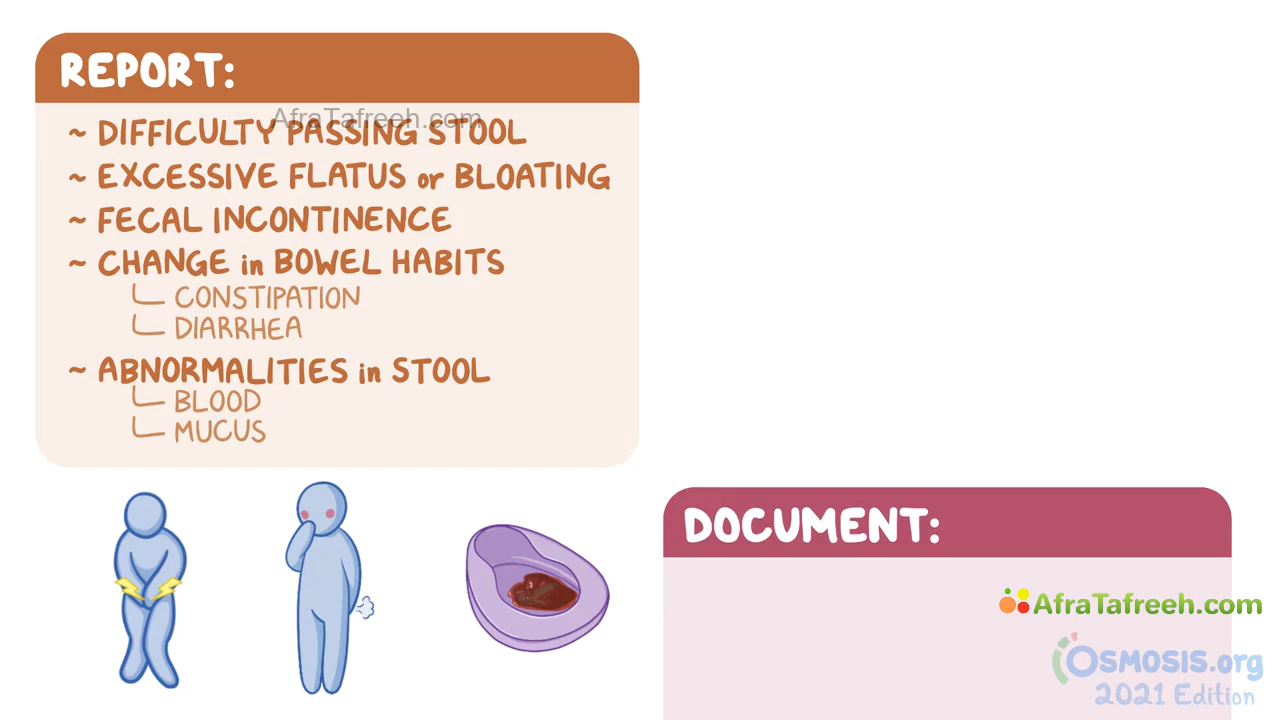 REPORT:
AfraTafreeh.com
~ DIFFICULTY PASSING STOOL
~ EXCESSIVE FLATUS or BLOATING
~ FECAL INCONTINENCE
~ CHANGE in BOWEL HABITS
CONSTIPATION
DIARRHEA
~ ABNORMALITIES in STOOL
BLOOD
MUCUS
DOCUMENT:
AfraTafreeh.com
OSMOSIS.org
2021 Edition